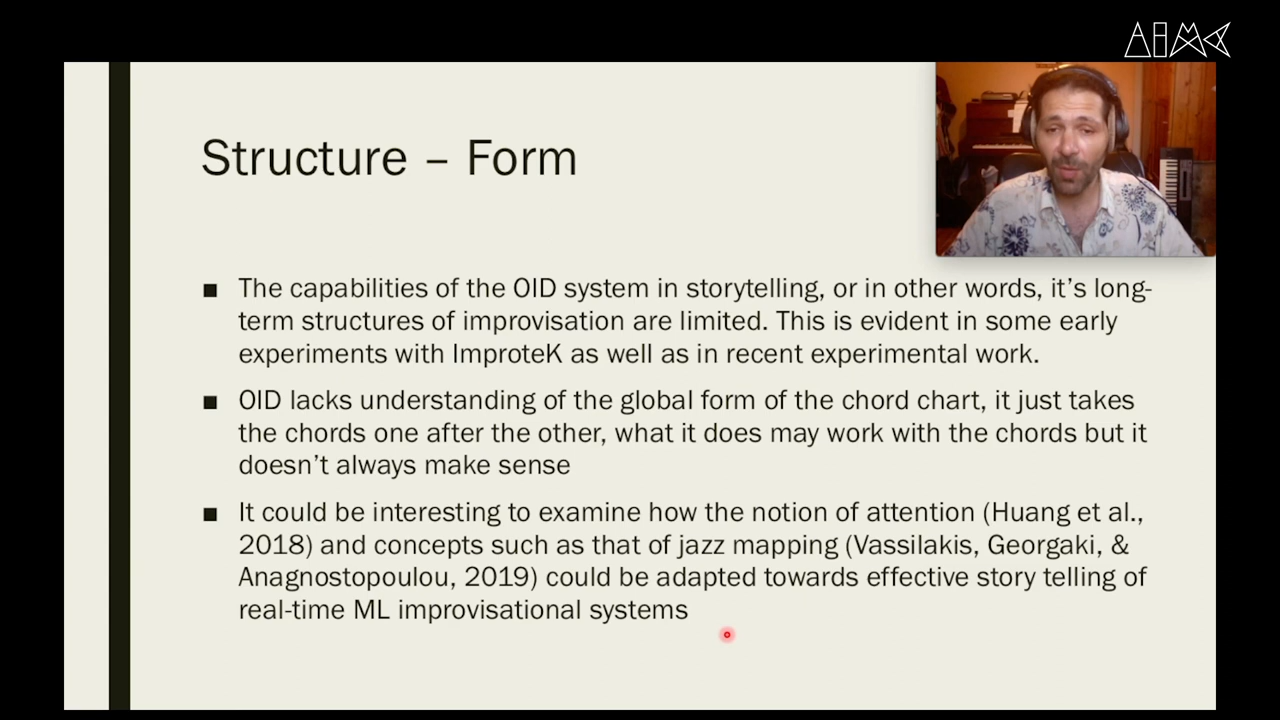 AIMC
Structure – Form
■ The capabilities of the OID system in storytelling, or in other words, it’s long-
term structures of improvisation are limited. This is evident in some early
experiments with ImproteK as well as in recent experimental work.
■ OID lacks understanding of the global form of the chord chart, it just takes
the chords one after the other, what it does may work with the chords but it
doesn’t always make sense
■ It could be interesting to examine how the notion of attention (Huang et al.,
2018) and concepts such as that of jazz mapping (Vassilakis, Georgaki, &
Anagnostopoulou, 2019) could be adapted towards effective story telling of
real-time ML improvisational systems